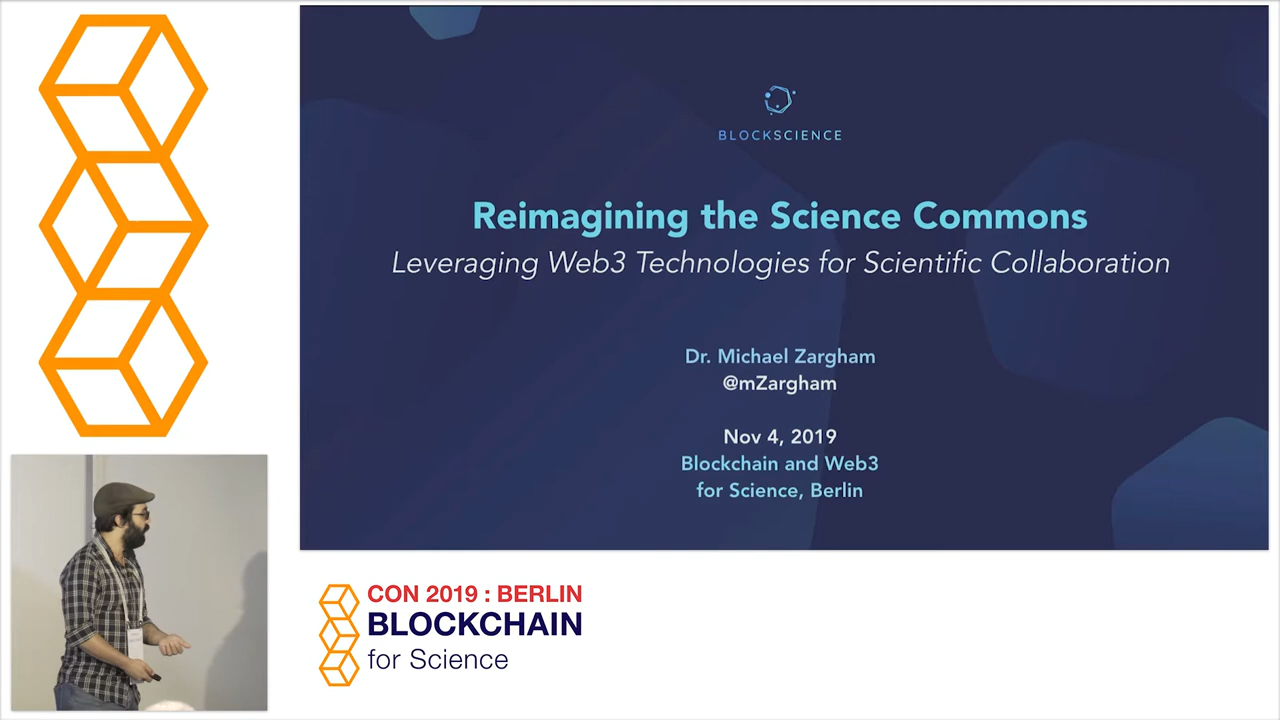 BLOCKSCIENCE
Reimagining the Science Commons
Leveraging Web3 Technologies for Scientific Collaboration
Dr. Michael Zargham
@mZargham
Nov 4, 2019
Blockchain and Web3
for Science, Berlin
CON 2019 : BERLIN
BLOCKCHAIN
for Science